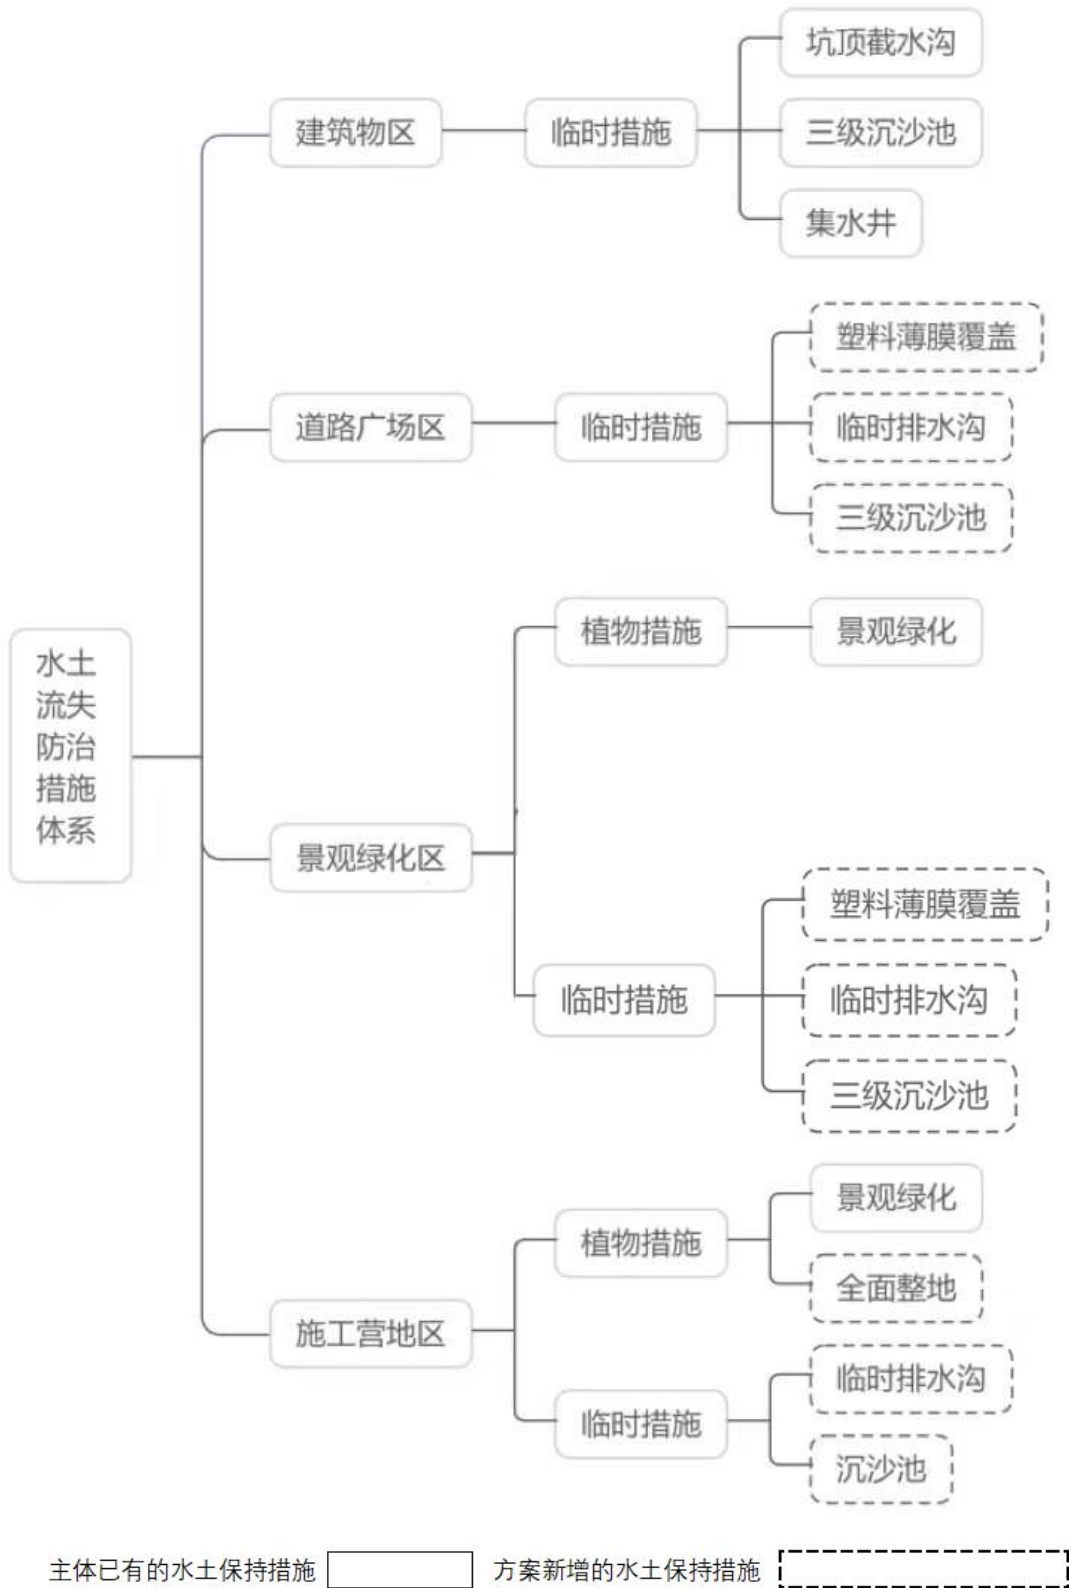 坑顶截水沟
建筑物区
临时措施
三级沉沙池
集水井
塑料薄膜覆盖
道路广场区
临时措施
临时排水沟
三级沉沙池
水土
流失
防治
措施
体系
植物措施
景观绿化
景观绿化区
塑料薄膜覆盖
临时措施
临时排水沟
三级沉沙池
景观绿化
植物措施
全面整地
施工营地区
临时排水沟
临时措施
沉沙池
主体已有的水土保持措施
方案新增的水土保持措施